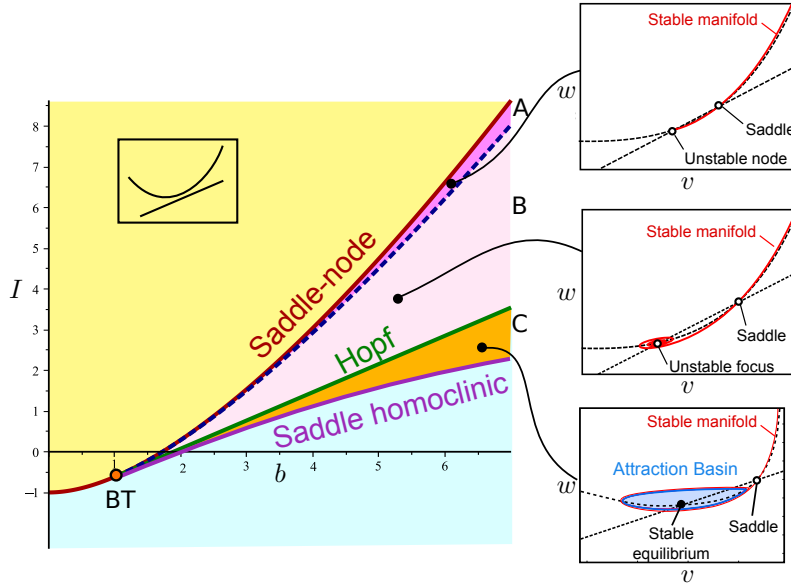 8
7
6
5
4
3
2
1
0
−1
I
1
2
3
4
5
6
b
BT
Saddle-node
Hopf
Saddle homoclinic
A
B
C
Stable manifold
w
Saddle
Unstable node
v
Stable manifold
w
Saddle
Unstable focus
v
Stable manifold
Attraction Basin
w
Saddle
Stable
equilibrium
v